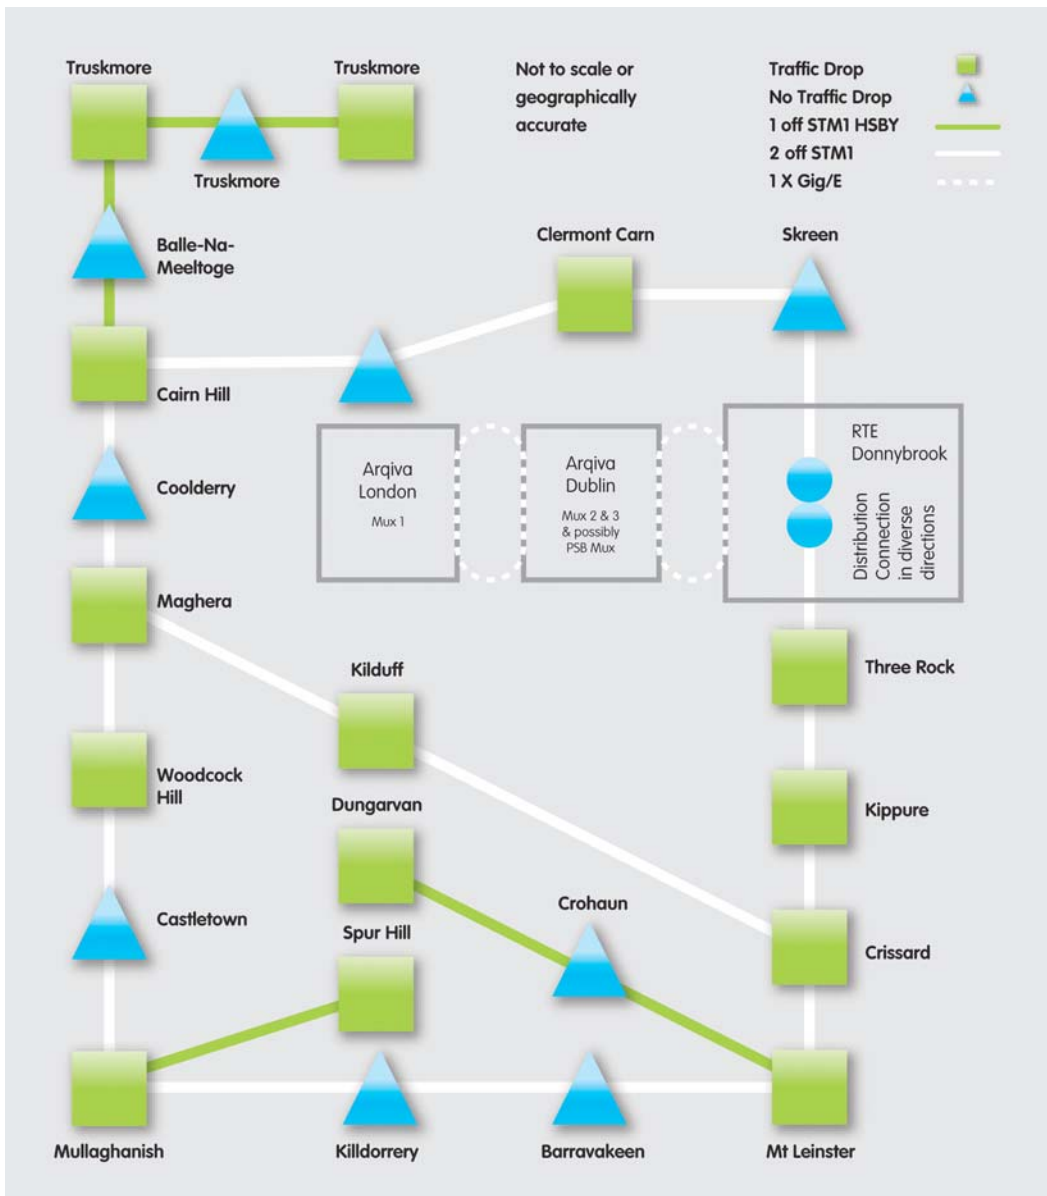 Truskmore
Truskmore
Not to scale or
geographically
accurate
Traffic Drop
No Traffic Drop
1 off STM1 HSBY
2 off STM1
1 X Gig/E
Truskmore
Balle-Na-
Meeltoge
Clermont Carn
Skreen
Cairn Hill
Arqiva
London
Mux 1
Arqiva
Dublin
Mux 2 & 3
& possibly
PSB Mux
RTE
Donnybrook
Distribution
Connection
in diverse
directions
Coolderry
Maghera
Kilduff
Three Rock
Woodcock
Hill
Dungarvan
Kippure
Castletown
Spur Hill
Crohaun
Crissard
Mullaghanish
Killdorrery
Barravakeen
Mt Leinster